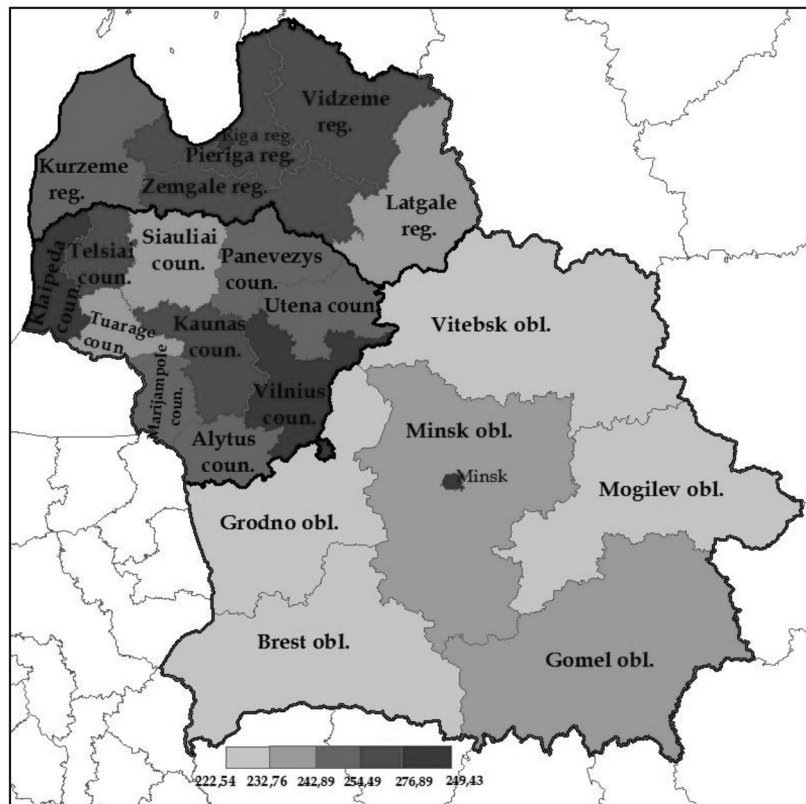 Vidzeme
reg.
Riga reg.
Pieriga reg.
Kurzeme
reg.
Zemgale reg.
Latgale
reg.
Siauliai
coun.
Telsiai
coun.
Panevezys
coun.
Klaipeda
coun.
Utena coun.
Tuarage
coun.
Kaunas
coun.
Vitebsk obl.
Marijampole
coun.
Vilnius
coun.
Alytus
coun.
Minsk obl.
Minsk
Mogilev obl.
Grodno obl.
Brest obl.
Gomel obl.
222,54 232,76 242,89 254,49 276,89 249,43